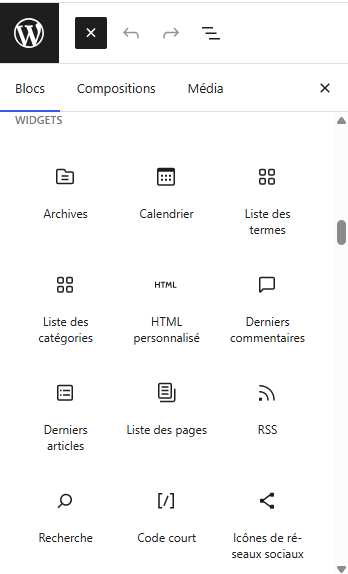 Blocs Compositions Média
WIDGETS
Archives Calendrier Liste des
termes
Liste des HTML Derniers
catégories personnalisé commentaires
HTML
Derniers Liste des pages RSS
articles
Recherche Code court Icônes de ré-
seaux sociaux